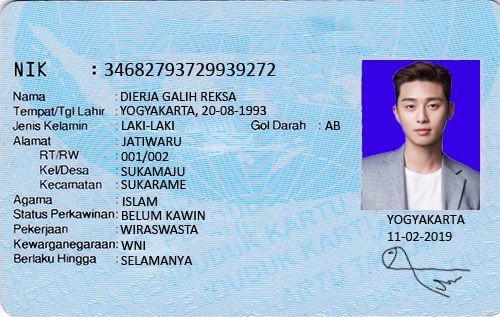 NIK : 34682793729939272
Nama : DIERJA GALIH REKSA
Tempat/Tgl Lahir : YOGYAKARTA, 20-08-1993
Jenis Kelamin : LAKI-LAKI Gol Darah : AB
Alamat : JATIWARU
RT/RW : 001/002
Kel/Desa : SUKAMAJU
Kecamatan : SUKARAME
Agama : ISLAM
Status Perkawinan: BELUM KAWIN
Pekerjaan : WIRASWASTA
Kewarganegaraan: WNI
Berlaku Hingga : SELAMANYA
YOGYAKARTA
11-02-2019